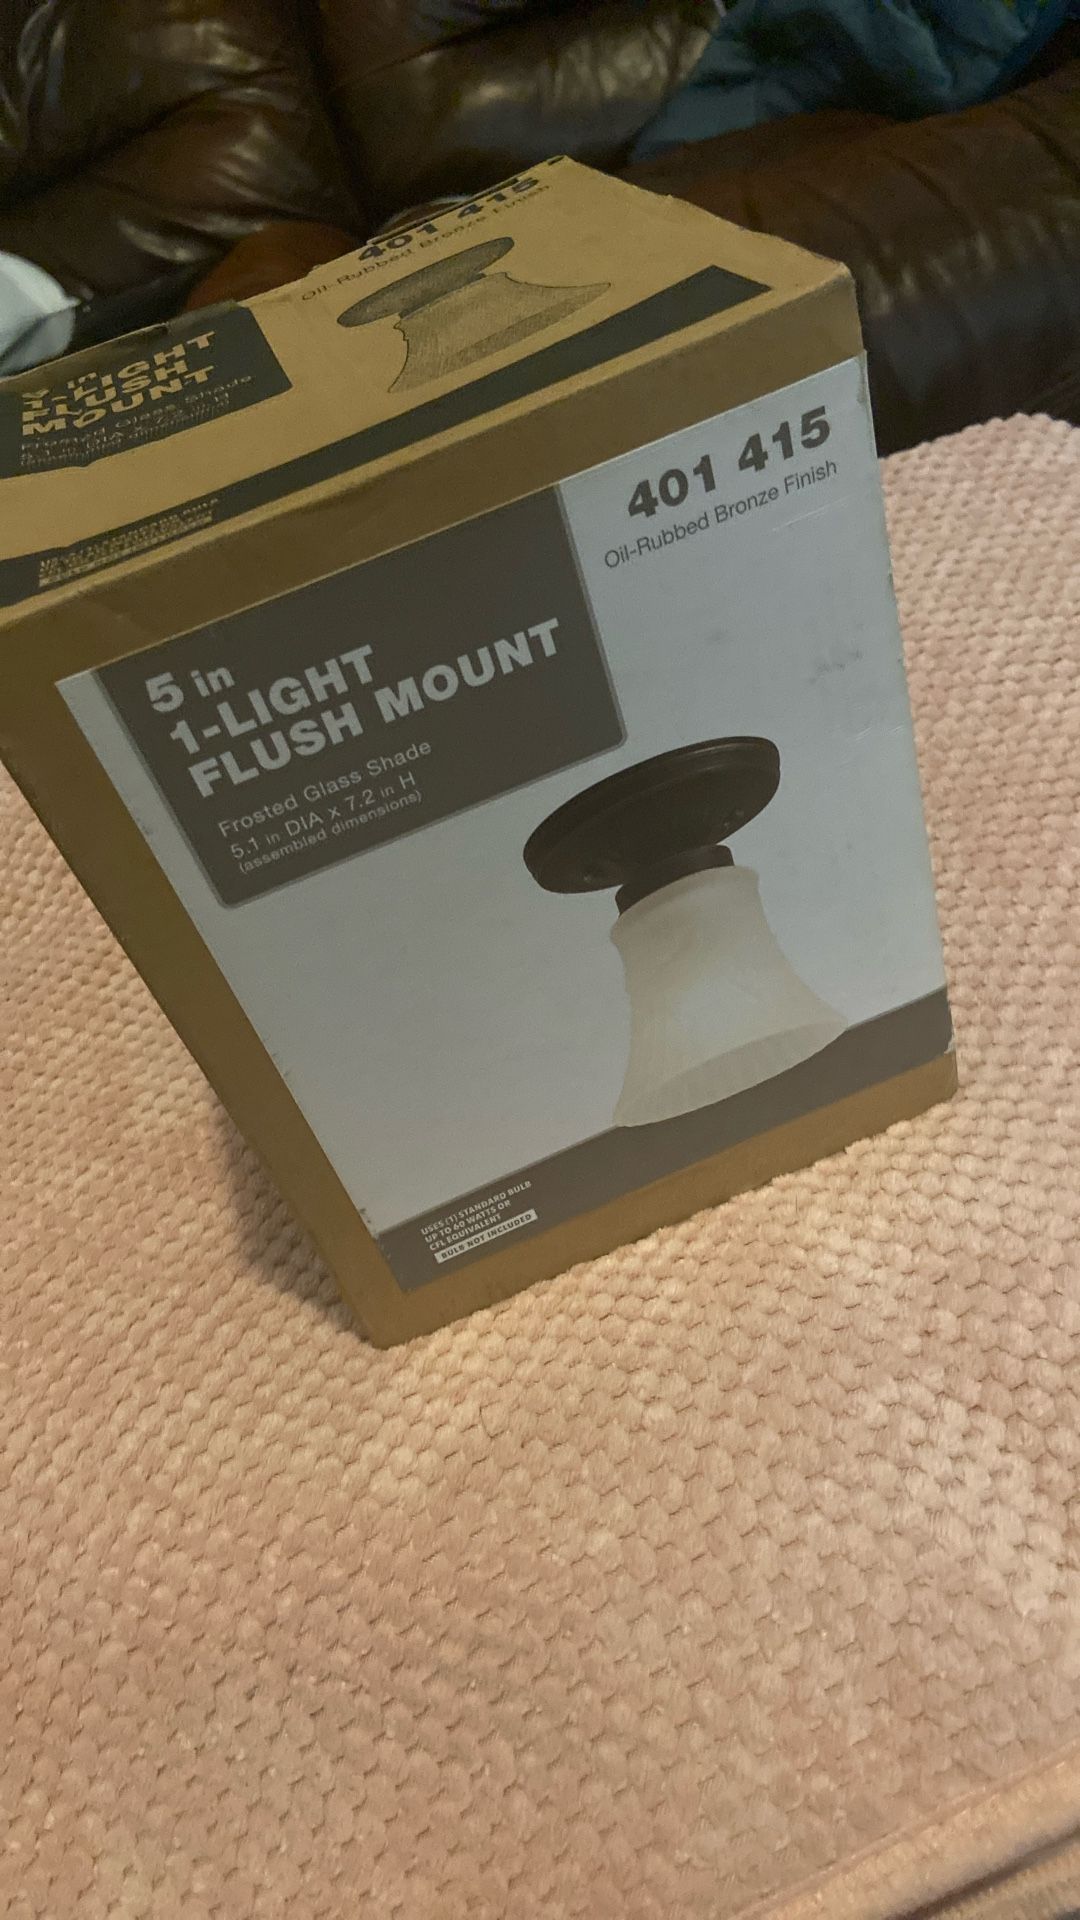 401 415
Oil-Rubbed Bronze Finish
5 in
1-LIGHT
FLUSH MOUNT
Frosted Glass Shade
401 415
Oil-Rubbed Bronze Finish
5 in
1-LIGHT
FLUSH MOUNT
Frosted Glass Shade
5.1 in DIA x 7.2 in H
(assembled dimensions)
USES (1) STANDARD BULB
UP TO 60 WATTS OR
CFL EQUIVALENT
BULB NOT INCLUDED